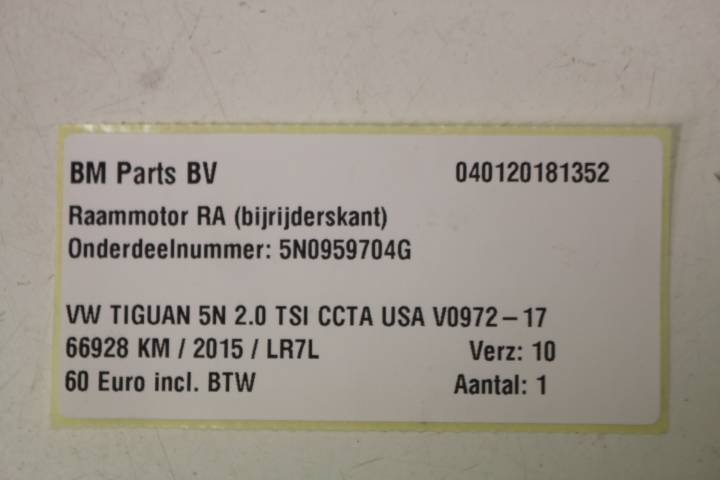 BM Parts BV 040120181352
Raammotor RA (bijrijderskant)
Onderdeelnummer: 5N0959704G
VW TIGUAN 5N 2.0 TSI CCTA USA V0972-17
66928 KM / 2015 / LR7L Verz: 10
60 Euro incl. BTW Aantal: 1